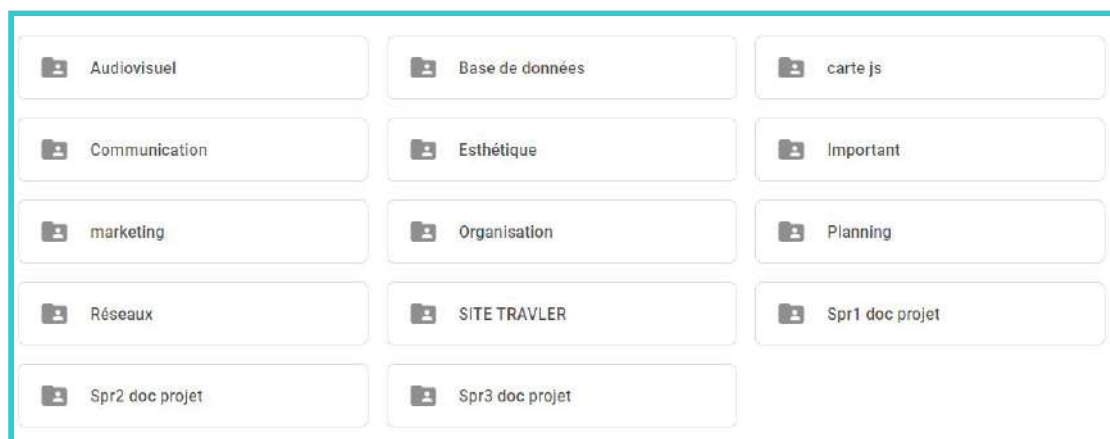 Audiovisuel
Base de données
carte js
Communication
Esthétique
Important
marketing
Organisation
Planning
Réseaux
SITE TRAVLER
Spr1 doc projet
Spr2 doc projet
Spr3 doc projet